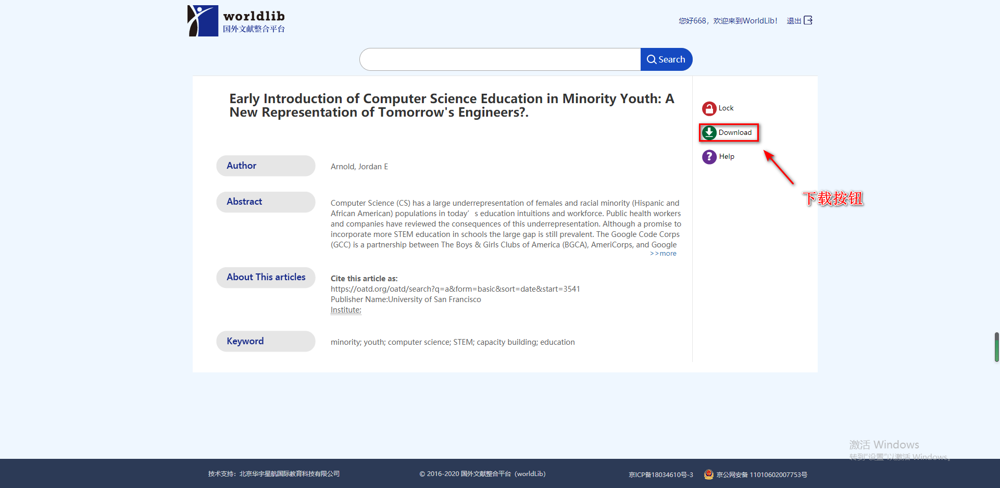 worldlib
国外文献整合平台
您好668，欢迎来到WorldLib！ 退出
Search
Early Introduction of Computer Science Education in Minority Youth: A
New Representation of Tomorrow's Engineers?.
Lock
Download
Help
下载按钮
Author
Arnold, Jordan E
Abstract
Computer Science (CS) has a large underrepresentation of females and racial minority (Hispanic and
African American) populations in today’s education intuitions and workforce. Public health workers
and companies have reviewed the consequences of this underrepresentation. Although a promise to
incorporate more STEM education in schools the large gap is still prevalent. The Google Code Corps
(GCC) is a partnership between The Boys & Girls Clubs of America (BGCA), AmeriCorps, and Google
>>more
About This articles
Cite this article as:
https://oatd.org/oatd/search?q=a&form=basic&sort=date&start=3541
Publisher Name:University of San Francisco
Institute:
Keyword
minority; youth; computer science; STEM; capacity building; education
激活 Windows
转到“设置”以激活 Windows。
技术支持：北京华宇星航国际教育科技有限公司
© 2016-2020 国外文献整合平台（worldLib）
京ICP备18034610号-3
京公网安备 11010602007753号